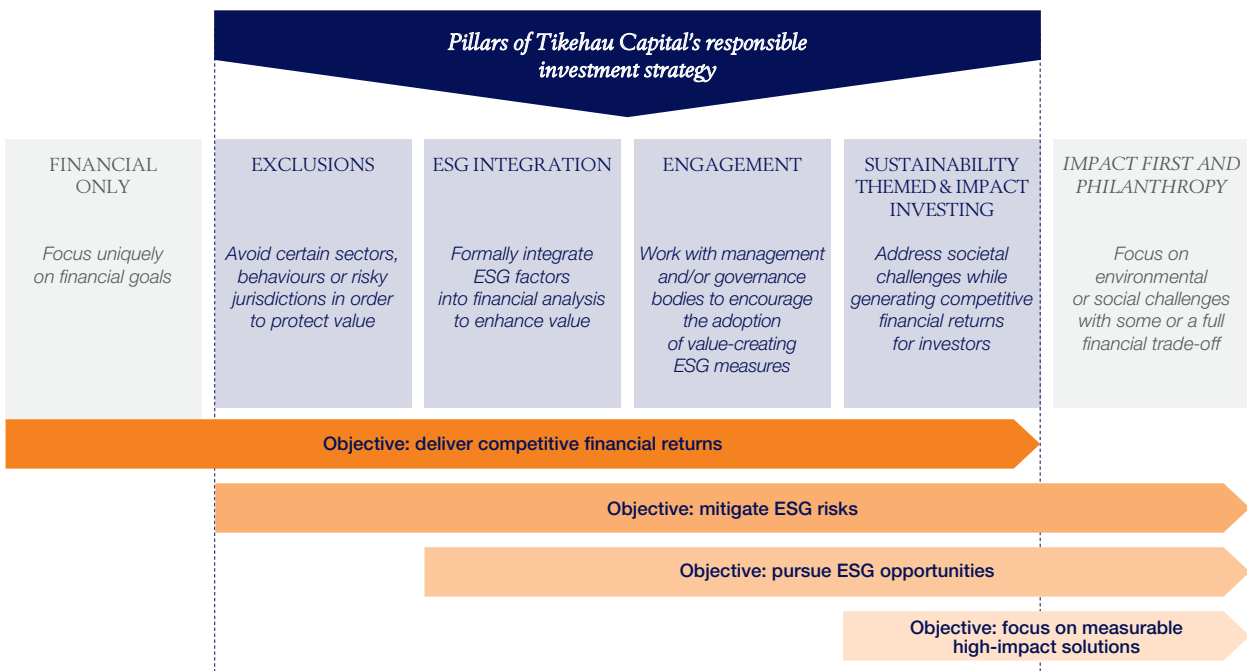 Pillars of Tikehau Capital's responsible
investment strategy
FINANCIAL
ONLY
Focus uniquely
on financial goals
EXCLUSIONS
Avoid certain sectors,
behaviours or risky
jurisdictions in order
to protect value
ESG INTEGRATION
Formally integrate
ESG factors
into financial analysis
to enhance value
ENGAGEMENT
Work with management
and/or governance
bodies to encourage
the adoption
of value-creating
ESG measures
SUSTAINABILITY
THEMED & IMPACT
INVESTING
Address societal
challenges while
generating competitive
financial returns
for investors
IMPACT FIRST AND
PHILANTHROPY
Focus on
environmental
or social challenges
with some or a full
financial trade-off
Objective: deliver competitive financial returns
Objective: mitigate ESG risks
Objective: pursue ESG opportunities
Objective: focus on measurable
high-impact solutions